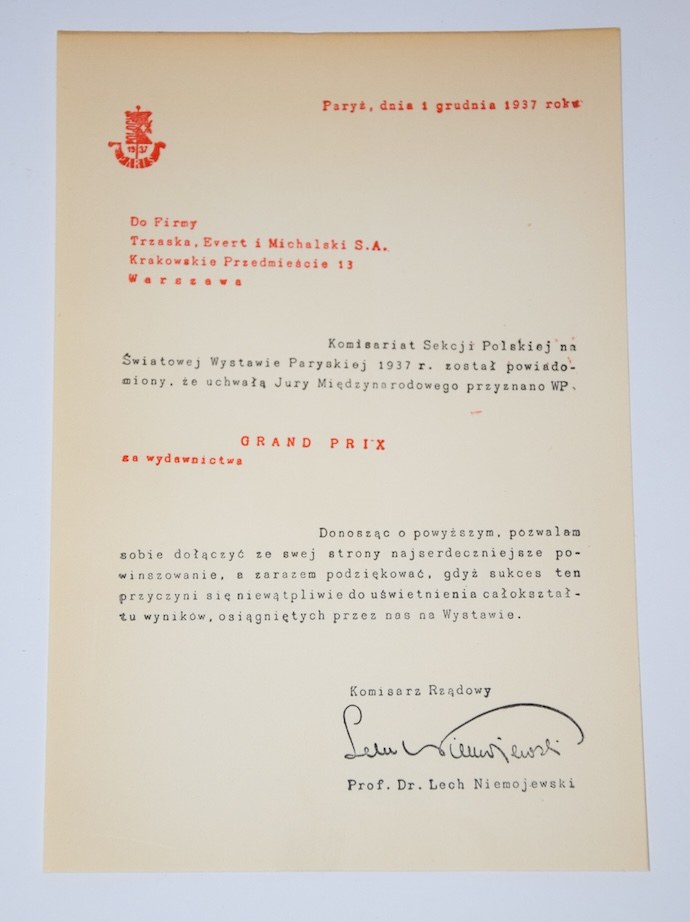 POLOGNE
1937
PARIS
Paryż, dnia 1 grudnia 1937 roku
Do Firmy
Trzaska, Evert i Michalski S.A.
Krakowskie Przedmieście 13
Warszawa
Komisariat Sekcji Polskiej na
Światowej Wystawie Paryskiej 1937 r. został powiado-
miony, że uchwałą Jury Międzynarodowego przyznano WP.
GRAND PRIX
za wydawnictwa
Donosząc o powyższym, pozwalam
sobie dołączyć ze swej strony najserdeczniejsze po-
winszowanie, a zarazem podziękować, gdyż sukces ten
przyczyni się niewątpliwie do uświetnienia całokształ-
tu wyników, osiągniętych przez nas na Wystawie.
Komisarz Rządowy
Lech Niemojewski
Prof. Dr. Lech Niemojewski